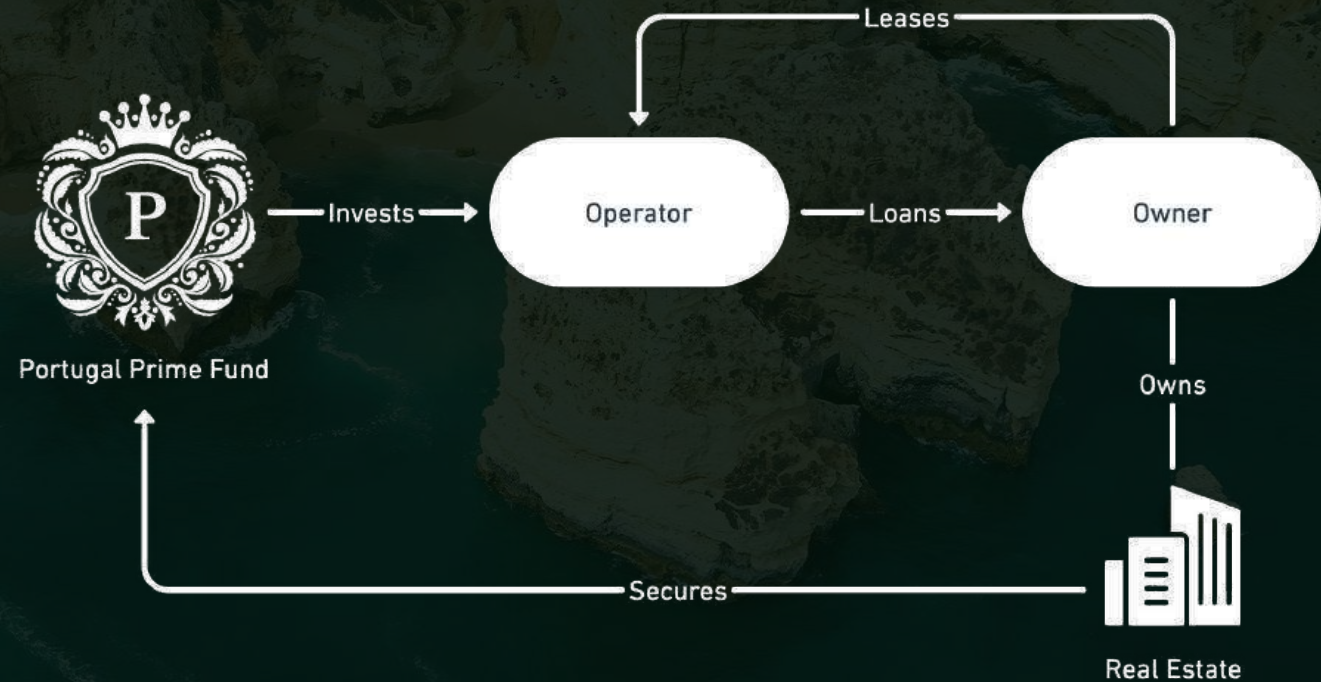 Leases
P
Invests
Operator
Loans
Owner
Portugal Prime Fund
Owns
Secures
Real Estate